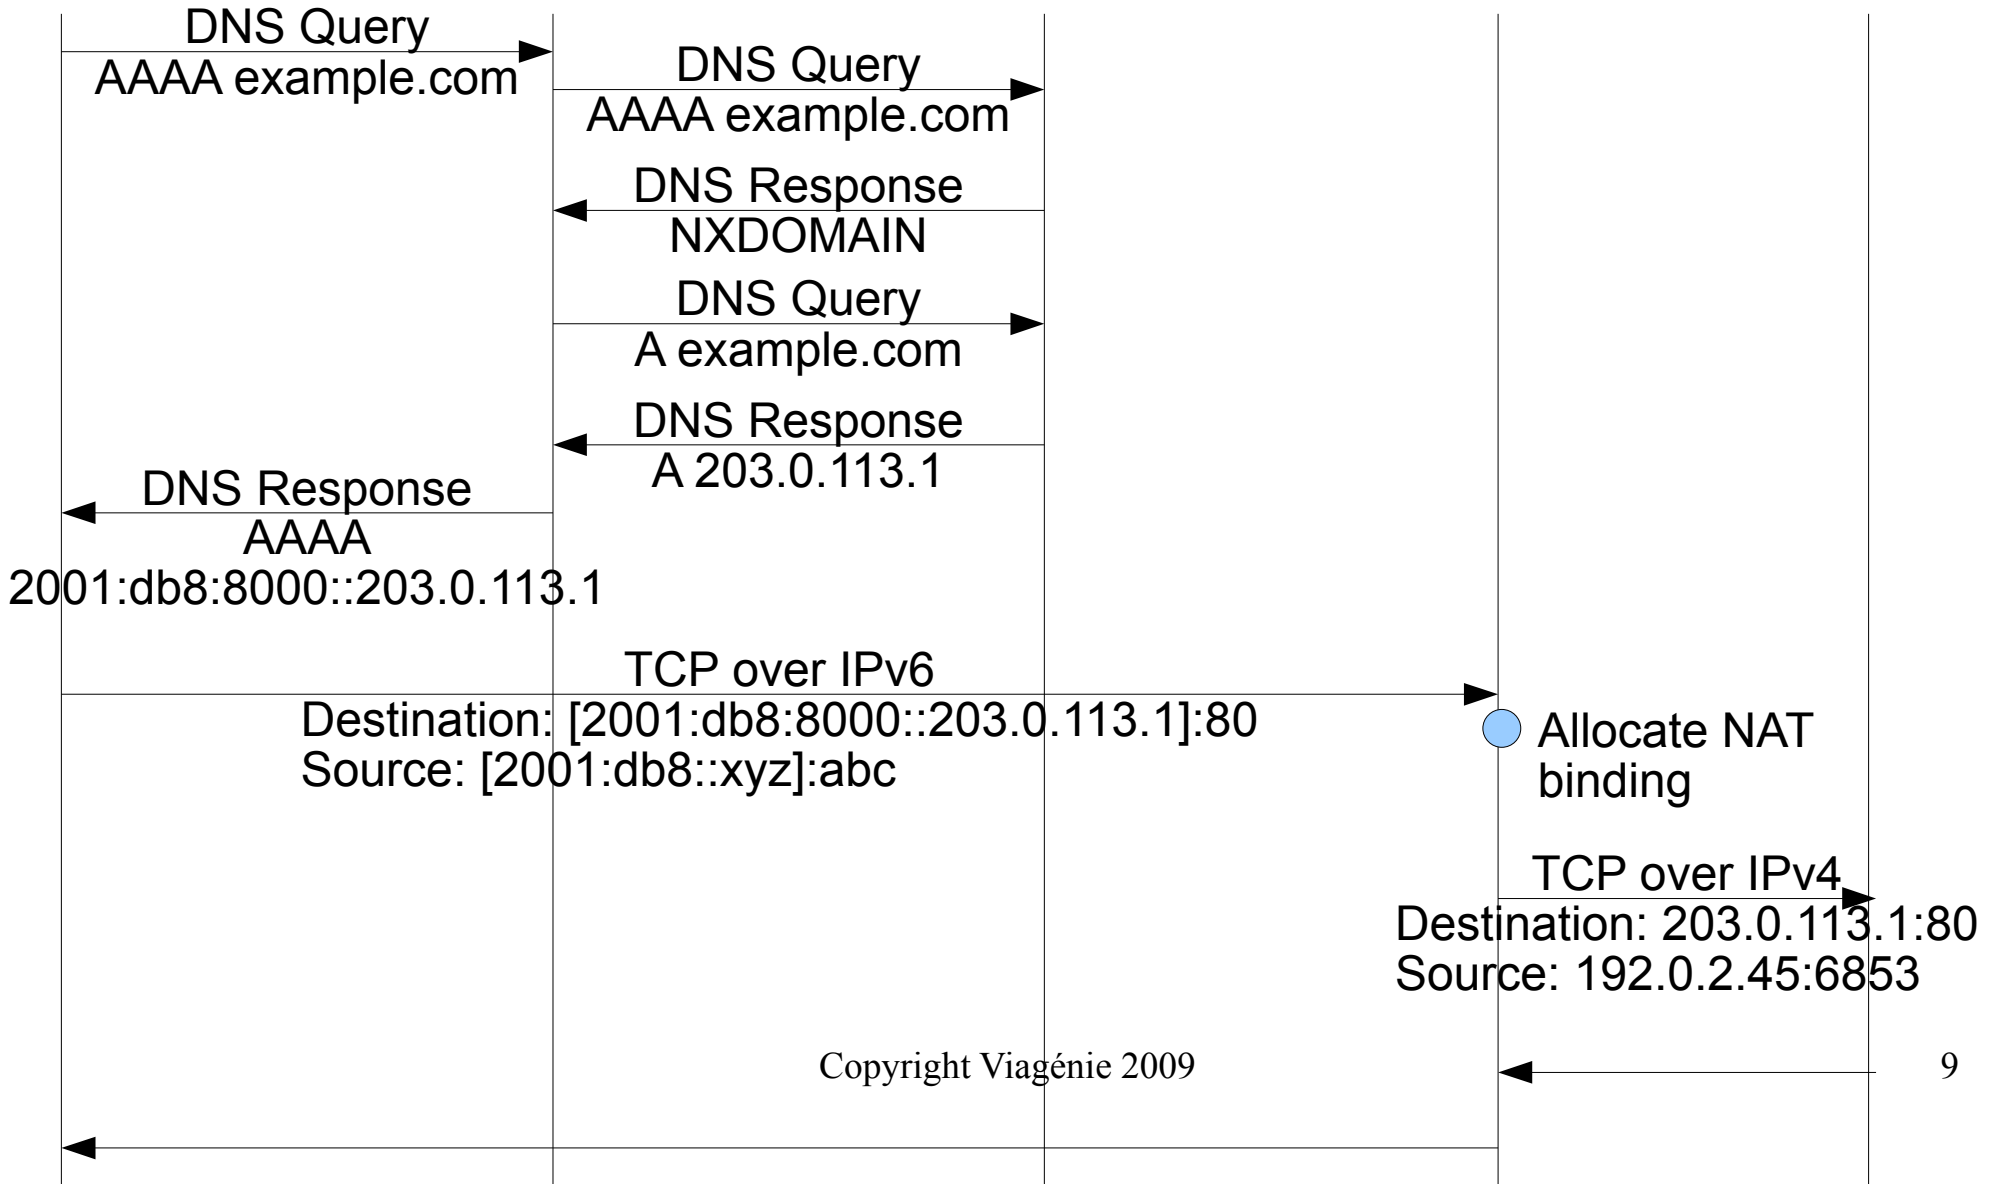 DNS Query
AAAA example.com
DNS Query
AAAA example.com
DNS Response
NXDOMAIN
DNS Query
A example.com
DNS Response
A 203.0.113.1
DNS Response
AAAA
2001:db8:8000::203.0.113.1
TCP over IPv6
Destination: [2001:db8:8000::203.0.113.1]:80
Source: [2001:db8::xyz]:abc
Allocate NAT
binding
TCP over IPv4
Destination: 203.0.113.1:80
Source: 192.0.2.45:6853
Copyright Viagénie 2009
9